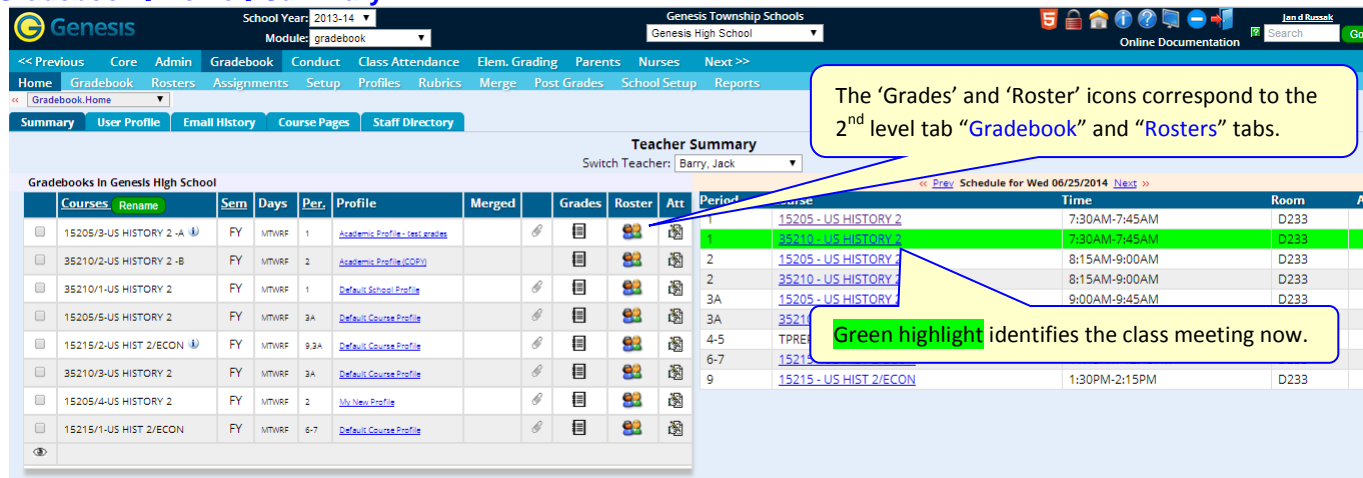 School Year: 2013-14
Genesis Township Schools
Genesis
Module: gradebook
Genesis High School
Online Documentation
Jan d Russak
Search
Go
<< Previous Core Admin Gradebook Conduct Class Attendance Elem. Grading Parents Nurses Next >>
Home Gradebook Rosters Assignments Setup Profiles Rubrics Merge Post Grades School Setup Reports
« Gradebook.Home
Summary User Profile Email History Course Pages Staff Directory
The ‘Grades’ and ‘Roster’ icons correspond to the
2nd level tab “Gradebook” and “Rosters” tabs.
Teacher Summary
Switch Teacher: Barry, Jack
Gradebooks In Genesis High School
Courses Rename Sem Days Per. Profile Merged Grades Roster Att
15205/3-US HISTORY 2 -A FY MTWRF 1 Academic Profile - test grades
35210/2-US HISTORY 2 -B FY MTWRF 2 Academic Profile (COPY)
35210/1-US HISTORY 2 FY MTWRF 1 Default School Profile
15205/5-US HISTORY 2 FY MTWRF 3A Default Course Profile
15215/2-US HIST 2/ECON FY MTWRF 9,3A Default Course Profile
35210/3-US HISTORY 2 FY MTWRF 3A Default Course Profile
15205/4-US HISTORY 2 FY MTWRF 2 My New Profile
15215/1-US HIST 2/ECON FY MTWRF 6-7 Default Course Profile
« Prev Schedule for Wed 06/25/2014 Next »
Period Time Room
1 15205 - US HISTORY 2 7:30AM-7:45AM D233
1 35210 - US HISTORY 2 7:30AM-7:45AM D233
2 15205 - US HISTORY 2 8:15AM-9:00AM D233
2 35210 - US HISTORY 2 8:15AM-9:00AM D233
3A 15205 - US HISTORY 9:00AM-9:45AM D233
3A
4-5
6-7
9 15215 - US HIST 2/ECON 1:30PM-2:15PM D233
Green highlight identifies the class meeting now.